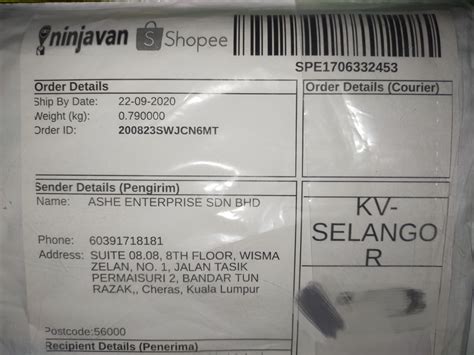 ninjavan S Shopee
SPE1706332453
Order Details
Order Details (Courier)
Ship By Date: 22-09-2020
Weight (kg): 0.790000
Order ID: 200823SWJCN6MT
Sender Details (Pengirim)
Name: ASHE ENTERPRISE SDN BHD
KV-
SELANGO
R
Phone: 60391718181
Address: SUITE 08.08, 8TH FLOOR, WISMA
ZELAN, NO. 1, JALAN TASIK
PERMAISURI 2, BANDAR TUN
RAZAK,, Cheras, Kuala Lumpur
Postcode:56000
Recipient Details (Penerima)